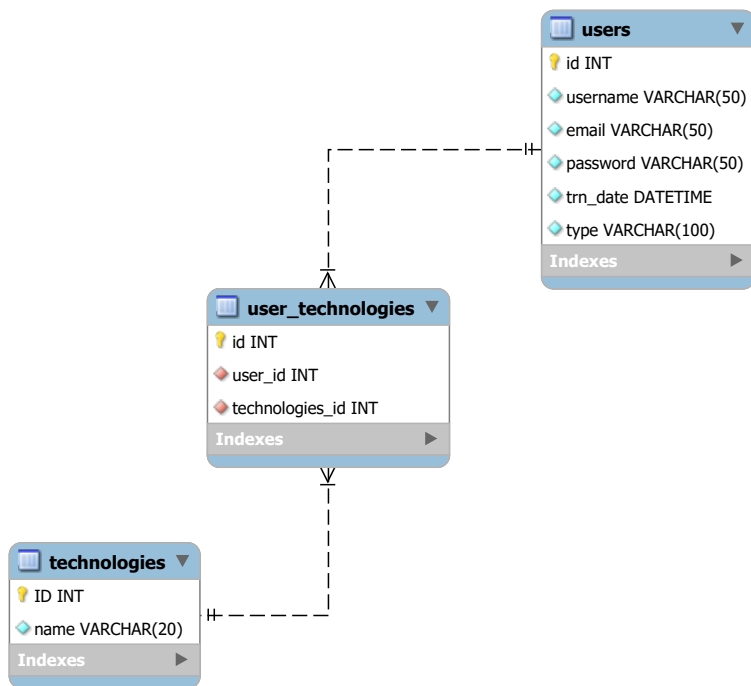 users
id INT
username VARCHAR(50)
email VARCHAR(50)
password VARCHAR(50)
trn_date DATETIME
type VARCHAR(100)
Indexes
user_technologies
id INT
user_id INT
technologies_id INT
Indexes
technologies
ID INT
name VARCHAR(20)
Indexes